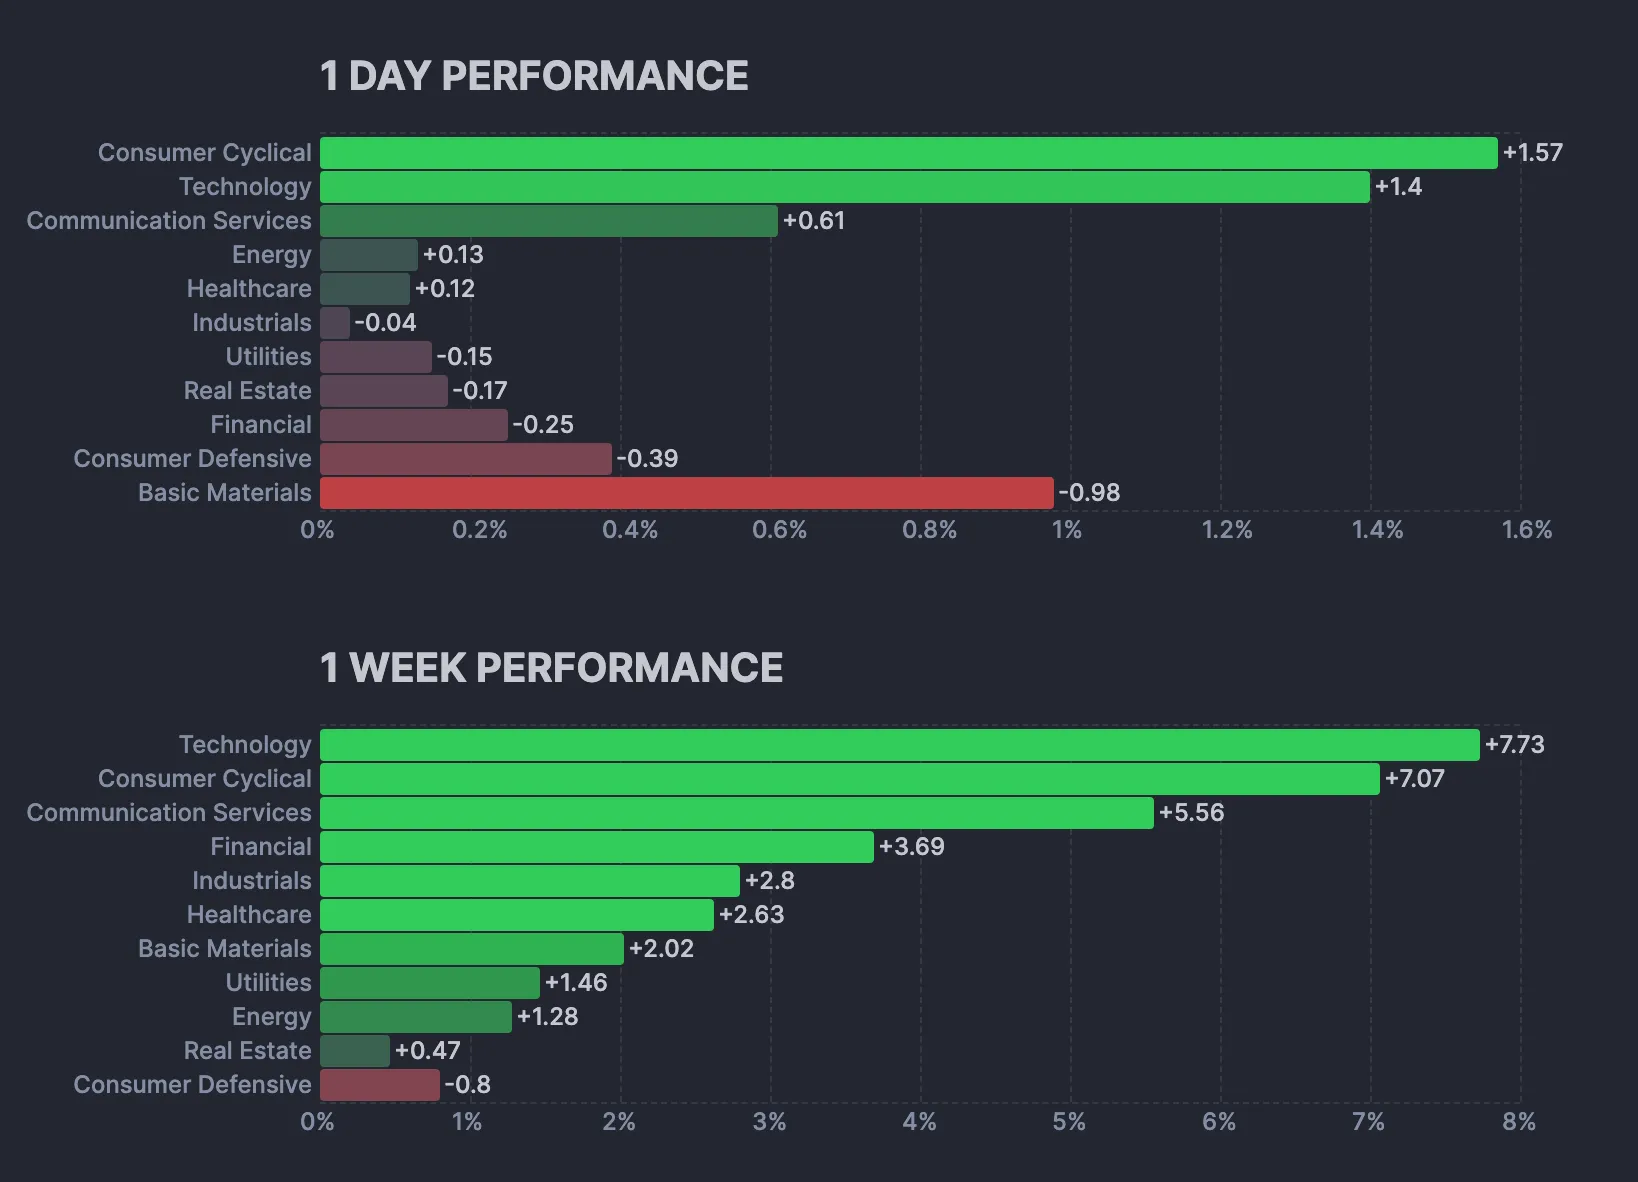 1 DAY PERFORMANCE
Consumer Cyclical +1.57
Technology +1.4
Communication Services +0.61
Energy +0.13
Healthcare +0.12
Industrials -0.04
Utilities -0.15
Real Estate -0.17
Financial -0.25
Consumer Defensive -0.39
Basic Materials -0.98
0% 0.2% 0.4% 0.6% 0.8% 1% 1.2% 1.4% 1.6%
1 WEEK PERFORMANCE
Technology +7.73
Consumer Cyclical +7.07
Communication Services +5.56
Financial +3.69
Industrials +2.8
Healthcare +2.63
Basic Materials +2.02
Utilities +1.46
Energy +1.28
Real Estate +0.47
Consumer Defensive -0.8
0% 1% 2% 3% 4% 5% 6% 7% 8%